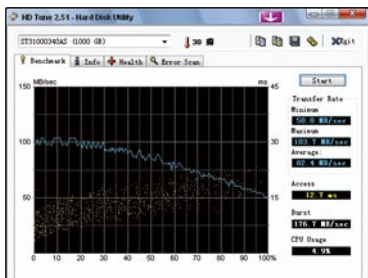 HD Tune 2.51 - Hard Disk Utility
ST31000340AS (1000 GB)
30
Exit
Benchmark Info Health Error Scan
Start
MB/sec ms
150 45
100 30
50 15
0 10 20 30 40 50 60 70 80 90 100%
Transfer Rate
Minimum
50.0 MB/sec
Maximum
103.7 MB/sec
Average:
82.4 MB/sec
Access
12.7 ms
Burst
176.7 MB/sec
CPU Usage
4.9%